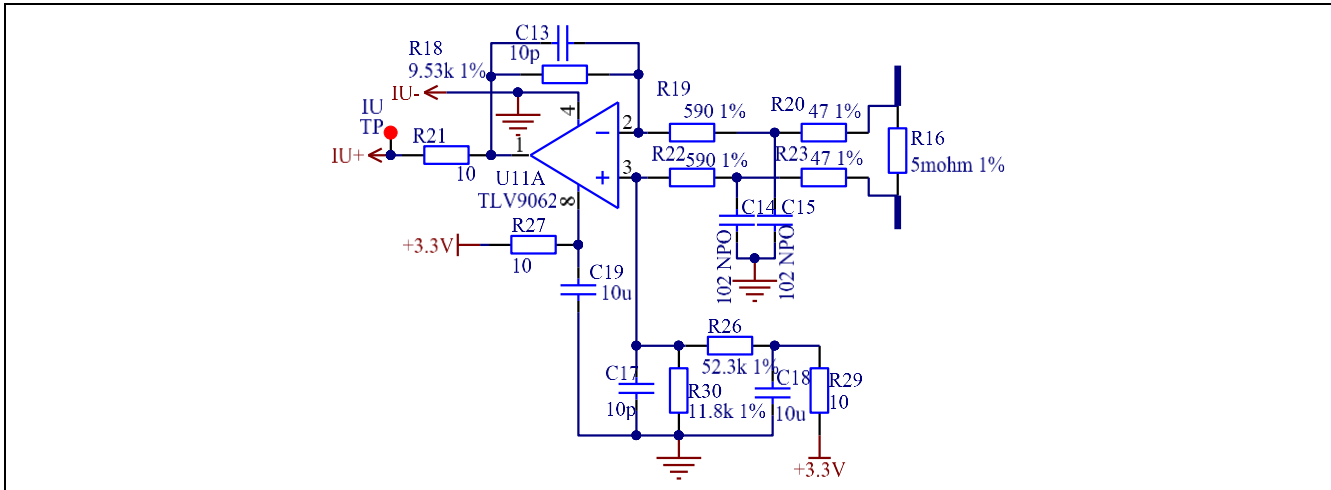 C13
10p
R18
9.53k 1%
IU-
IU
TP
IU+
R21
10
1
4
2
3
8
U11A
TLV9062
R19
590 1%
R20
47 1%
R22
590 1%
R23
47 1%
R16
5mohm 1%
C14
102 NPO
C15
102 NPO
+3.3V
R27
10
C19
10u
R26
52.3k 1%
C17
10p
R30
11.8k 1%
C18
10u
R29
10
+3.3V